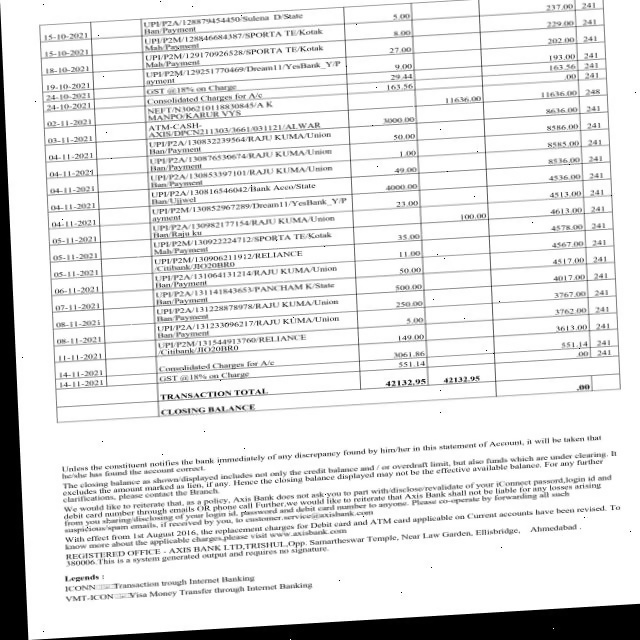 UPI/P2A/128879454450/Sulena D/State
15-10-2021 Ban/Payment 5.00 237.00 241
UPI/P2M/128846684387/SPORTA TE/Kotak
15-10-2021 Mah/Payment 8.00 229.00 241
UPI/P2M/129170926528/SPORTA TE/Kotak
18-10-2021 Mah/Payment 27.00 202.00 241
UPI/P2M/129251770469/Dream11/YesBank_Y/P
19-10-2021 ayment 9.00 193.00 241
24-10-2021 GST @18% on Charge 29.44 163.56 241
24-10-2021 Consolidated Charges for A/c 163.56 .00 241
NEFT/N306210118830845/A K
02-11-2021 MANPO/KARUR VYS 11636.00 11636.00 248
ATM-CASH-
03-11-2021 AXIS/DPCN211103/3661/031121/ALWAR 3000.00 8636.00 241
UPI/P2A/130832239564/RAJU KUMA/Union
04-11-2021 Ban/Payment 50.00 8586.00 241
UPI/P2A/130876530674/RAJU KUMA/Union
04-11-2021 Ban/Payment 1.00 8585.00 241
UPI/P2A/130853397101/RAJU KUMA/Union
04-11-2021 Ban/Payment 49.00 8536.00 241
UPI/P2A/130816546042/Bank Acco/State
04-11-2021 Ban/Ujjwel 4000.00 4536.00 241
UPI/P2M/130852967289/Dream11/YesBank_Y/P
04-11-2021 ayment 23.00 4513.00 241
UPI/P2A/130982177154/RAJU KUMA/Union
05-11-2021 Ban/Raju ku 100.00 4613.00 241
UPI/P2M/130922224712/SPORTA TE/Kotak
05-11-2021 Mah/Payment 35.00 4578.00 241
UPI/P2M/130906211912/RELIANCE
05-11-2021 /Citibank/JIO20BR0 11.00 4567.00 241
UPI/P2A/131064131214/RAJU KUMA/Union
06-11-2021 Ban/Payment 50.00 4517.00 241
UPI/P2A/131141843653/PANCHAM K/State
07-11-2021 Ban/Payment 500.00 4017.00 241
UPI/P2A/131228878978/RAJU KUMA/Union
08-11-2021 Ban/Payment 250.00 3767.00 241
UPI/P2A/131233096217/RAJU KUMA/Union
08-11-2021 Ban/Payment 5.00 3762.00 241
UPI/P2M/131544913760/RELIANCE
11-11-2021 /Citibank/JIO20BR0 149.00 3613.00 241
14-11-2021 Consolidated Charges for A/c 3061.86 551.14 241
14-11-2021 GST @18% on Charge 551.14 .00 241
TRANSACTION TOTAL 42132.95 42132.95
CLOSING BALANCE .00
Unless the constituent notifies the bank immediately of any discrepancy found by him/her in this statement of Account, it will be taken that
he/she has found the account correct.
The closing balance as shown/displayed includes not only the credit balance and / or overdraft limit, but also funds which are under clearing. It
excludes the amount marked as lien, if any. Hence the closing balance displayed may not be the effective available balance. For any further
clarifications, please contact the Branch.
We would like to reiterate that, as a policy, Axis Bank does not ask you to part with/disclose/revalidate of your iConnect passord,login id and
debit card number through emails OR phone call Further,we would like to reiterate that Axis Bank shall not be liable for any losses arising
from you sharing/disclosing of your login id, password and debit card number to anyone. Please co-operate by forwarding all such
suspicious/spam emails, if received by you, to customer.service@axisbank.com
With effect from 1st August 2016, the replacement charges for Debit card and ATM card applicable on Current accounts have been revised. To
know more about the applicable charges,please visit www.axisbank.com
REGISTERED OFFICE - AXIS BANK LTD,TRISHUL,Opp. Samartheswar Temple, Near Law Garden, Ellisbridge, Ahmedabad .
380006.This is a system generated output and requires no signature.
Legends :
ICONN Transaction trough Internet Banking
VMT-ICON Visa Money Transfer through Internet Banking